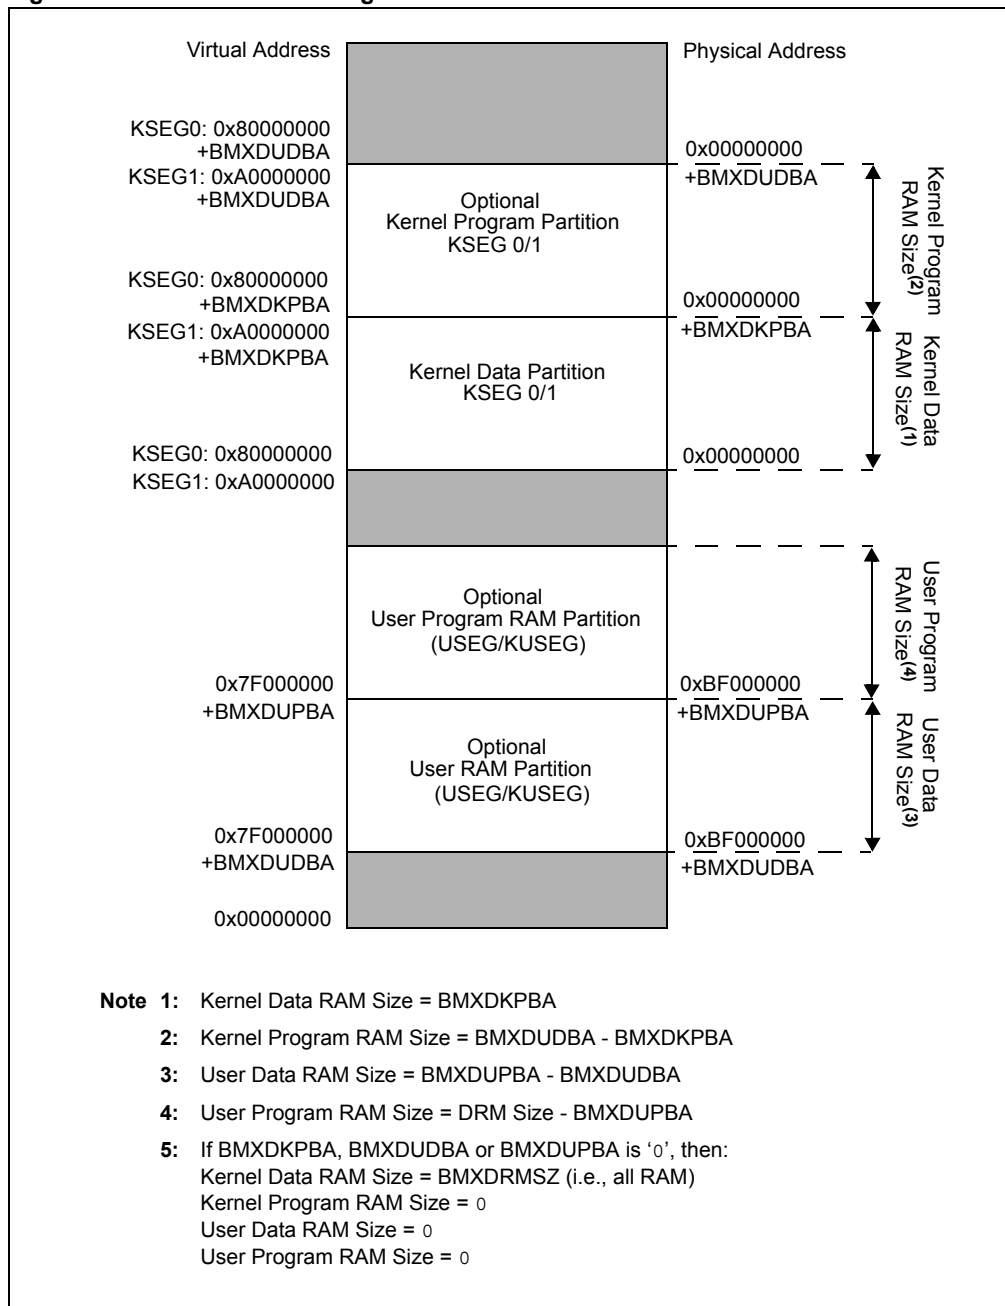 Virtual Address
Physical Address
KSEG0: 0x80000000
+BMXDUDBA
KSEG1: 0xA0000000
+BMXDUDBA
0x00000000
+BMXDUDBA
Optional
Kernel Program Partition
KSEG 0/1
Kernel Program
RAM Size(2)
KSEG0: 0x80000000
+BMXDKPBA
KSEG1: 0xA0000000
+BMXDKPBA
0x00000000
+BMXDKPBA
Kernel Data Partition
KSEG 0/1
Kernel Data
RAM Size(1)
KSEG0: 0x80000000
KSEG1: 0xA0000000
0x00000000
Optional
User Program RAM Partition
(USEG/KUSEG)
User Program
RAM Size(4)
0x7F000000
+BMXDUPBA
0xBF000000
+BMXDUPBA
Optional
User RAM Partition
(USEG/KUSEG)
User Data
RAM Size(3)
0x7F000000
+BMXDUDBA
0xBF000000
+BMXDUDBA
0x00000000
Note 1: Kernel Data RAM Size = BMXDKPBA
2: Kernel Program RAM Size = BMXDUDBA - BMXDKPBA
3: User Data RAM Size = BMXDUPBA - BMXDUDBA
4: User Program RAM Size = DRM Size - BMXDUPBA
5: If BMXDKPBA, BMXDUDBA or BMXDUPBA is ‘0’, then:
Kernel Data RAM Size = BMXDRMSZ (i.e., all RAM)
Kernel Program RAM Size = 0
User Data RAM Size = 0
User Program RAM Size = 0